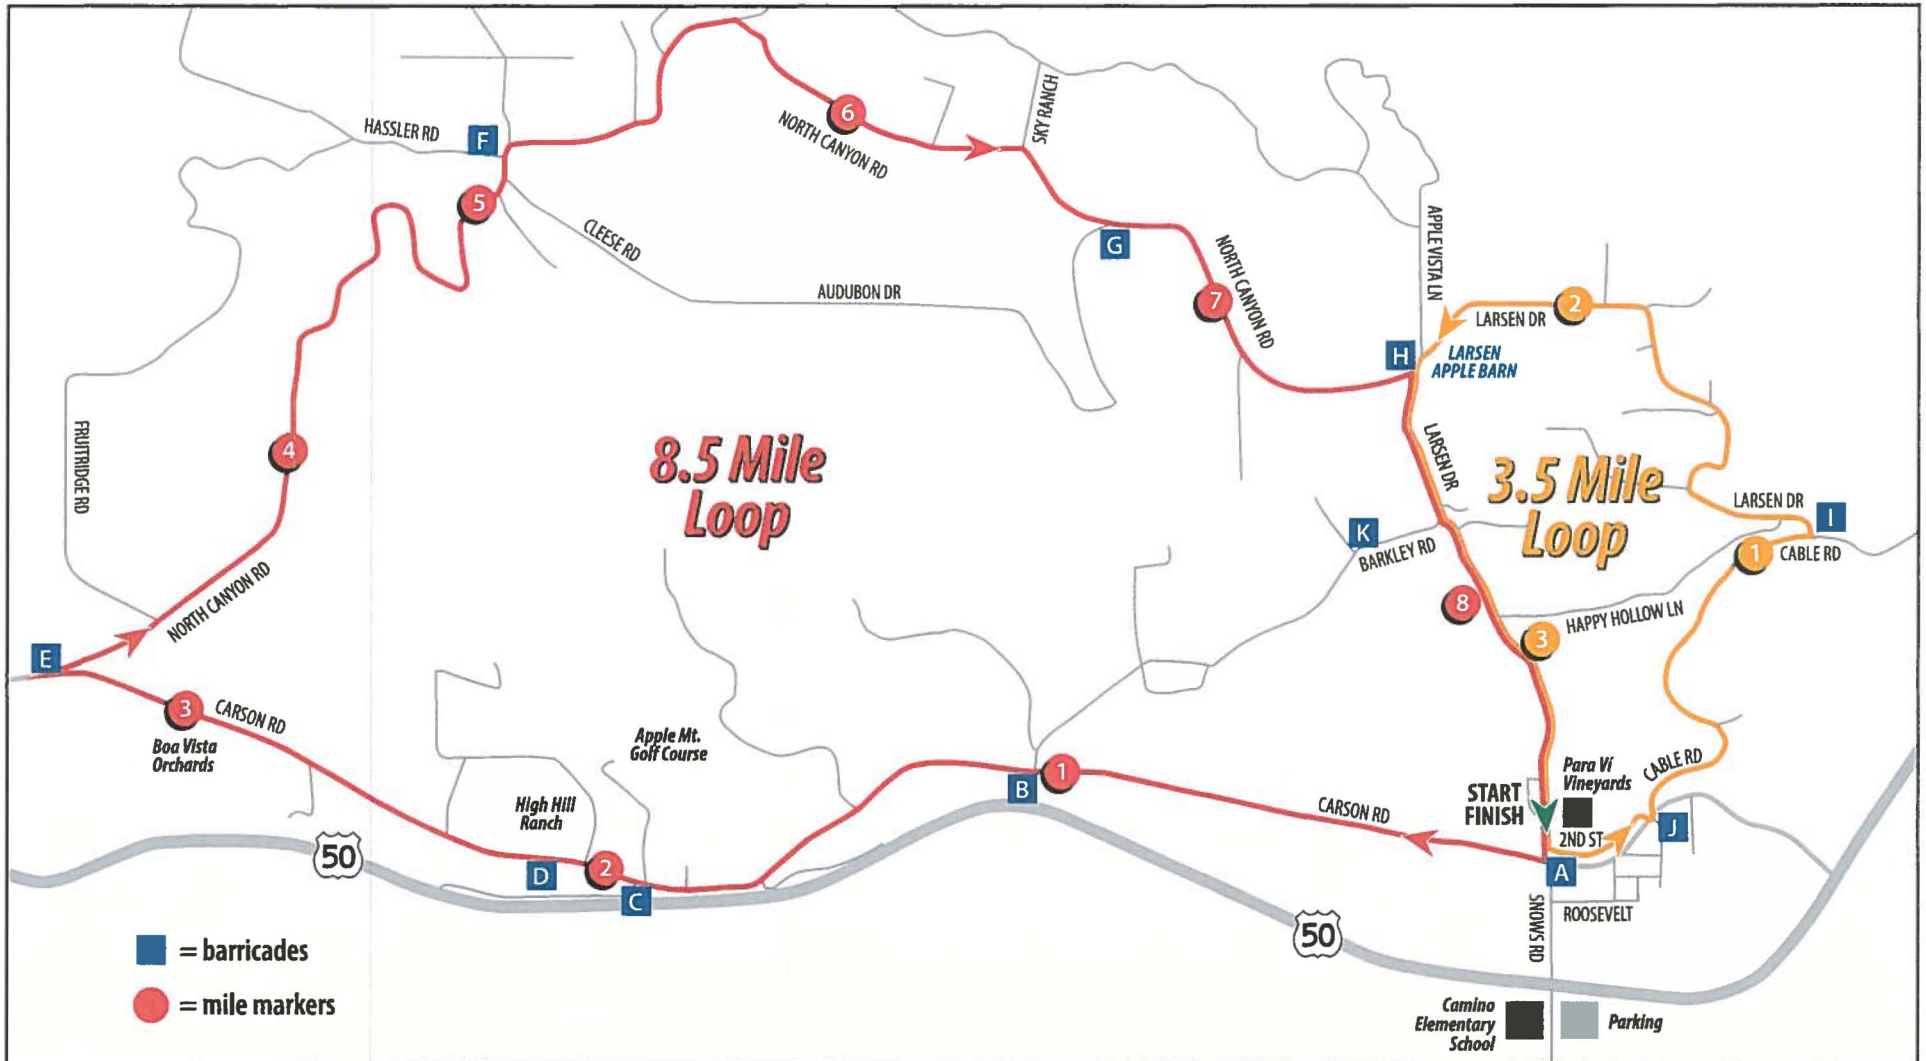 HASSLER RD
F
5
6
NORTH CANYON RD
SKY RANCH
CLEESE RD
AUDUBON DR
G
7
NORTH CANYON RD
APPLE VISTA LN
2
LARSEN DR
H
LARSEN
APPLE BARN
FRUITRIDGE RD
4
8.5 Mile
Loop
LARSEN DR
3.5 Mile
Loop
LARSEN DR
I
1
CABLE RD
K
BARKLEY RD
8
HAPPY HOLLOW LN
3
NORTH CANYON RD
E
3
CARSON RD
Boa Vista
Orchards
Apple Mt.
Golf Course
High Hill
Ranch
B
1
CARSON RD
START
FINISH
Para Ví
Vineyards
CABLE RD
2ND ST
J
A
50
D
2
C
ROOSEVELT
SNOWS RD
50
= barricades
= mile markers
Camino
Elementary
School
Parking